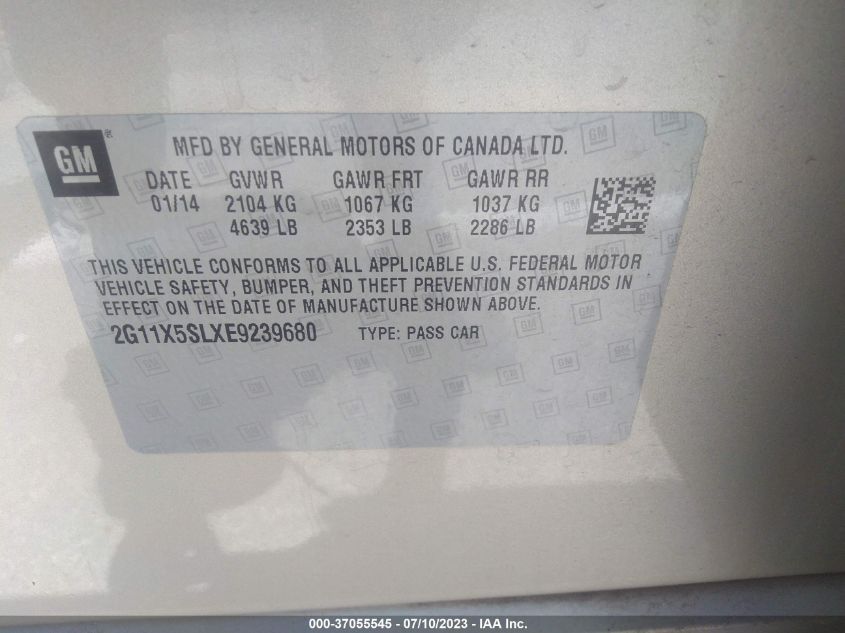 GM
MFD BY GENERAL MOTORS OF CANADA LTD.
DATE GVWR GAWR FRT GAWR RR
01/14 2104 KG 1067 KG 1037 KG
4639 LB 2353 LB 2286 LB
THIS VEHICLE CONFORMS TO ALL APPLICABLE U.S. FEDERAL MOTOR
VEHICLE SAFETY, BUMPER, AND THEFT PREVENTION STANDARDS IN
EFFECT ON THE DATE OF MANUFACTURE SHOWN ABOVE.
2G11X5SLXE9239680 TYPE: PASS CAR
000-37055545 - 07/10/2023 - IAA Inc.